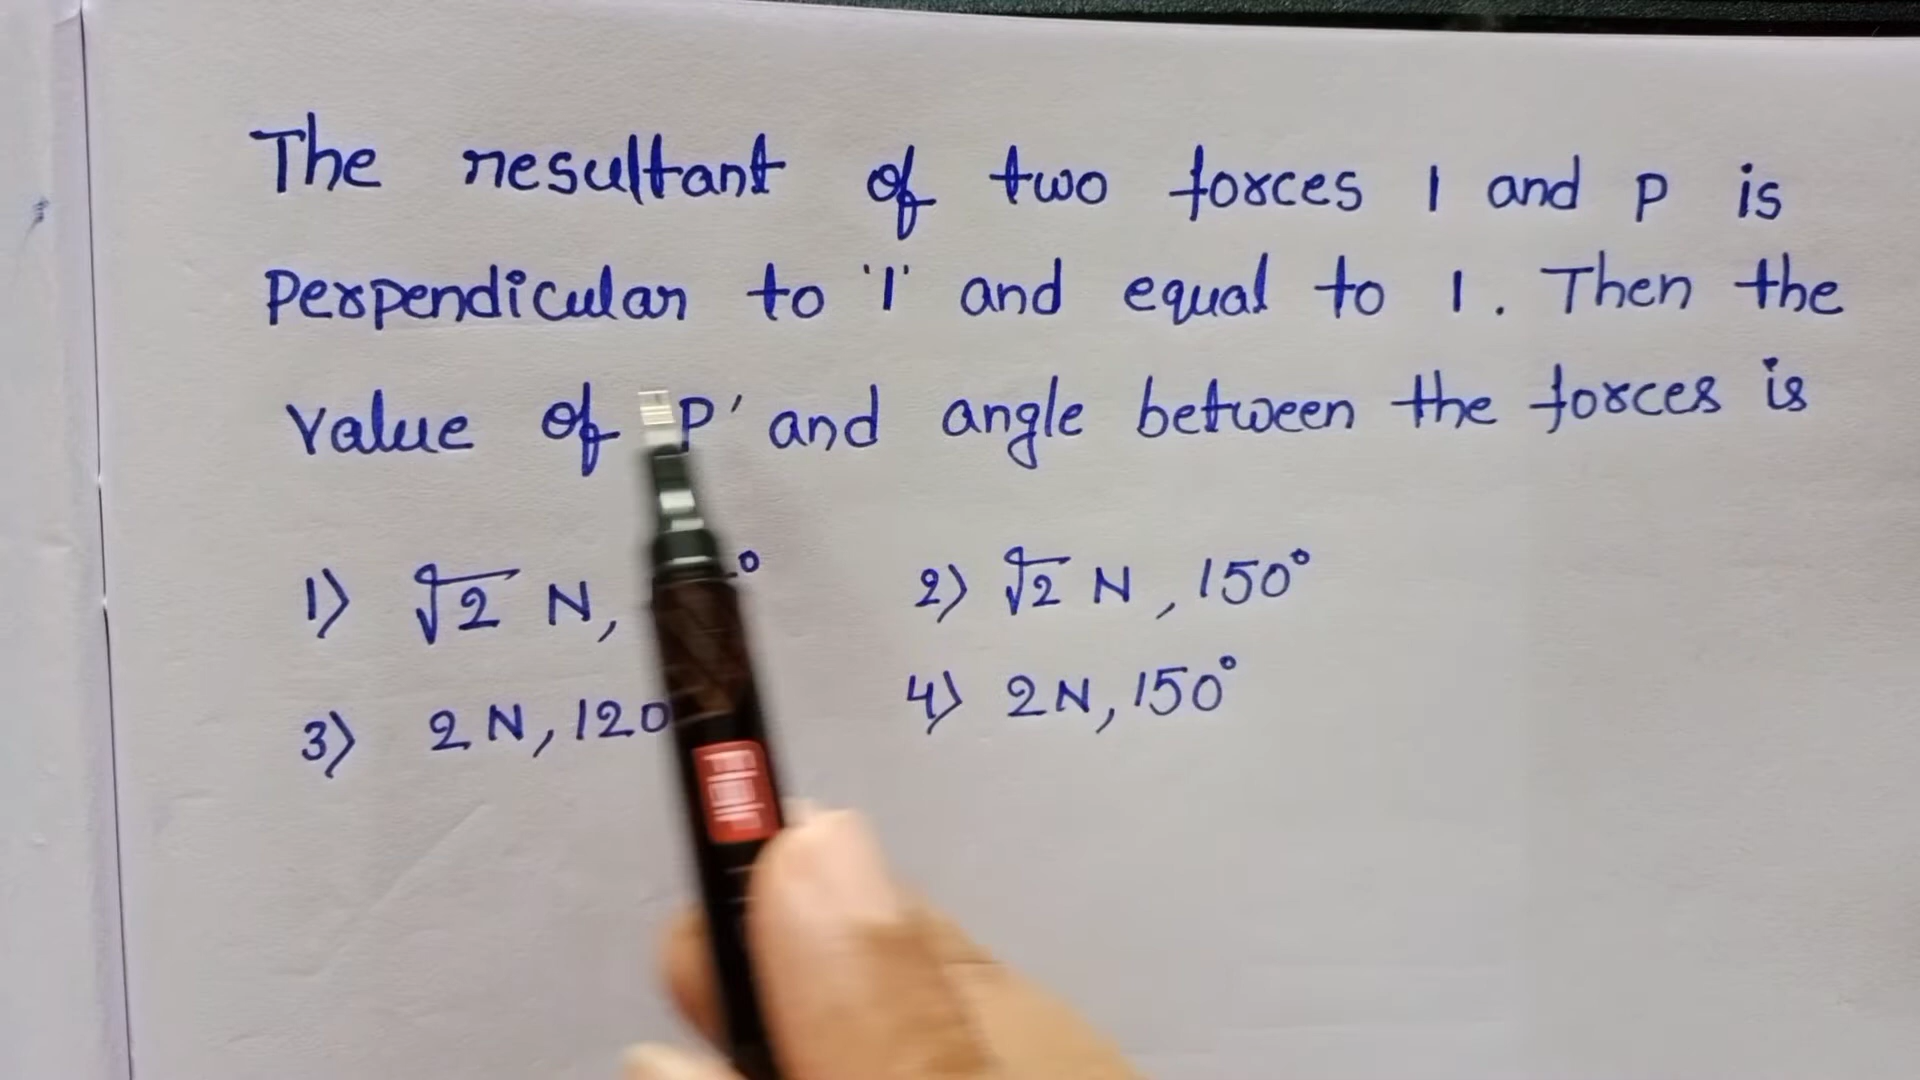 The resultant of two forces 1 and P is
Perpendicular to '1' and equal to 1. Then the
Value of P' and angle between the forces is
1) √2 N, °
2) √2 N, 150°
3) 2 N, 120
4) 2N, 150°